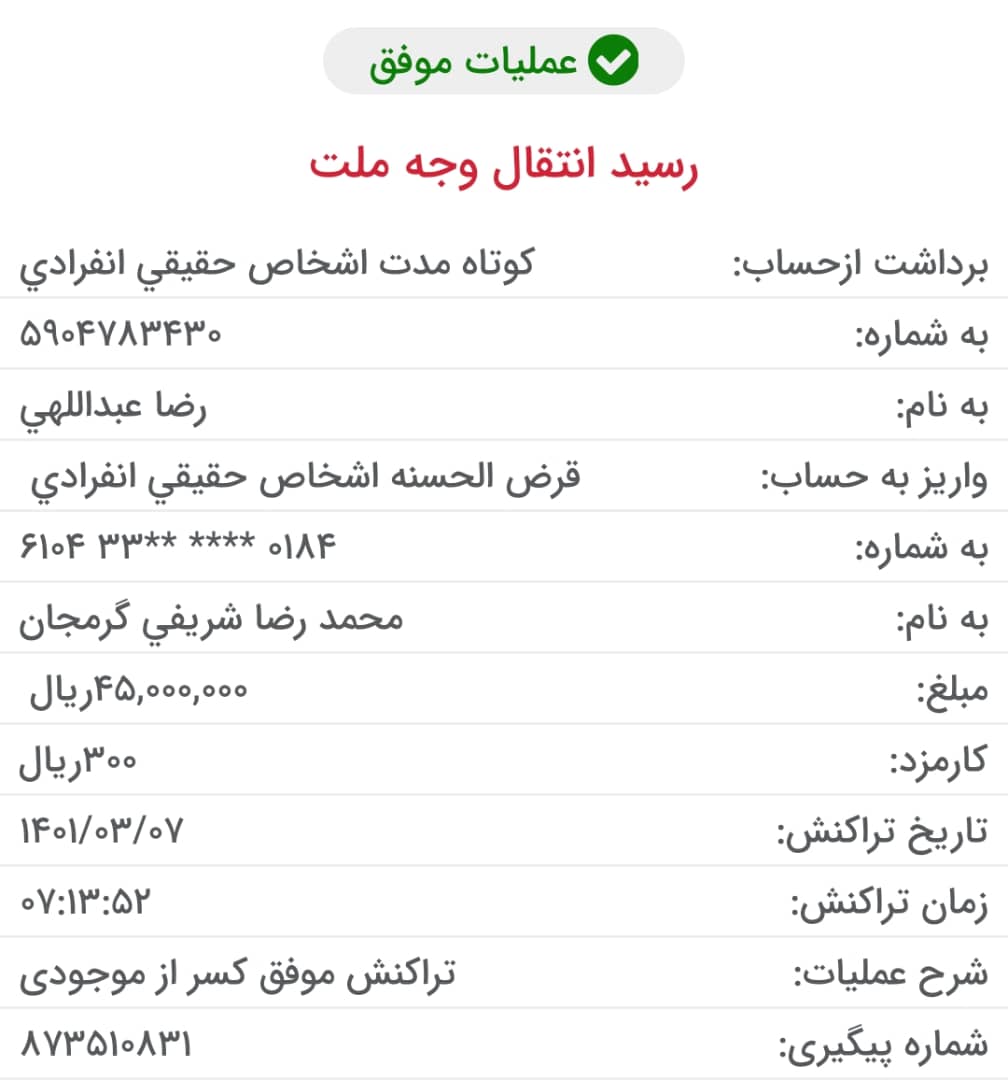 عملیات موفق
رسید انتقال وجه ملت
برداشت ازحساب: کوتاه مدت اشخاص حقيقي انفرادي
به شماره: ۵۹۰۴۷۸۳۴۳۰
به نام: رضا عبداللهي
واریز به حساب: قرض الحسنه اشخاص حقيقي انفرادي
به شماره: ۶۱۰۴ ۳۳** **** ۰۱۸۴
به نام: محمد رضا شريفي گرمجان
مبلغ: ۴۵,۰۰۰,۰۰۰ریال
کارمزد: ۳۰۰ریال
تاریخ تراکنش: ۱۴۰۱/۰۳/۰۷
زمان تراکنش: ۰۷:۱۳:۵۲
شرح عملیات: تراکنش موفق کسر از موجودی
شماره پیگیری: ۸۷۳۵۱۰۸۳۱